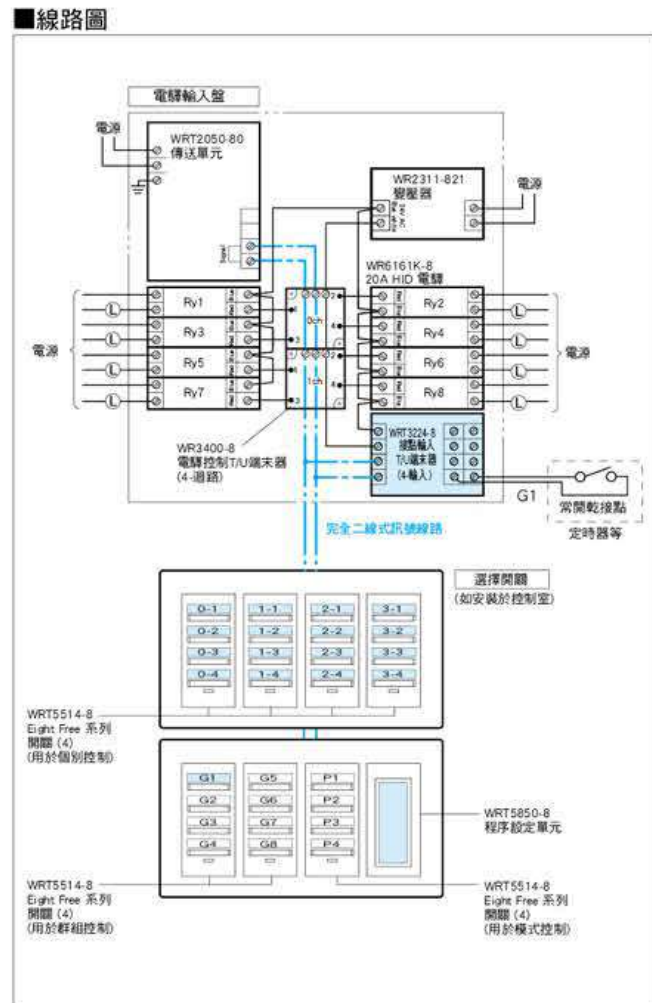 ■線路圖
電驛輸入盤
電源
WRT2050-80
傳送單元
WR2311-821
變壓器
電源
24V AC
Blue
white
Signal
WR6161K-8
20A HID 電驛
Ry1
Ry3
Ry5
Ry7
0ch
1ch
Ry2
Ry4
Ry6
Ry8
電源
電源
L
L
L
L
L
L
L
L
WR3400-8
電驛控制T/U端末器
(4-迴路)
WRT3224-8
接點輸入
T/U端末器
(4-輸入)
G1
常開乾接點
定時器等
完全二線式訊號線路
選擇開關
(如安裝於控制室)
0-1 1-1 2-1 3-1
0-2 1-2 2-2 3-2
0-3 1-3 2-3 3-3
0-4 1-4 2-4 3-4
WRT5514-8
Eight Free 系列
開關 (4)
(用於個別控制)
G1 G5 P1
G2 G6 P2
G3 G7 P3
G4 G8 P4
WRT5850-8
程序設定單元
WRT5514-8
Eight Free 系列
開關 (4)
(用於群組控制)
WRT5514-8
Eight Free 系列
開關 (4)
(用於模式控制)